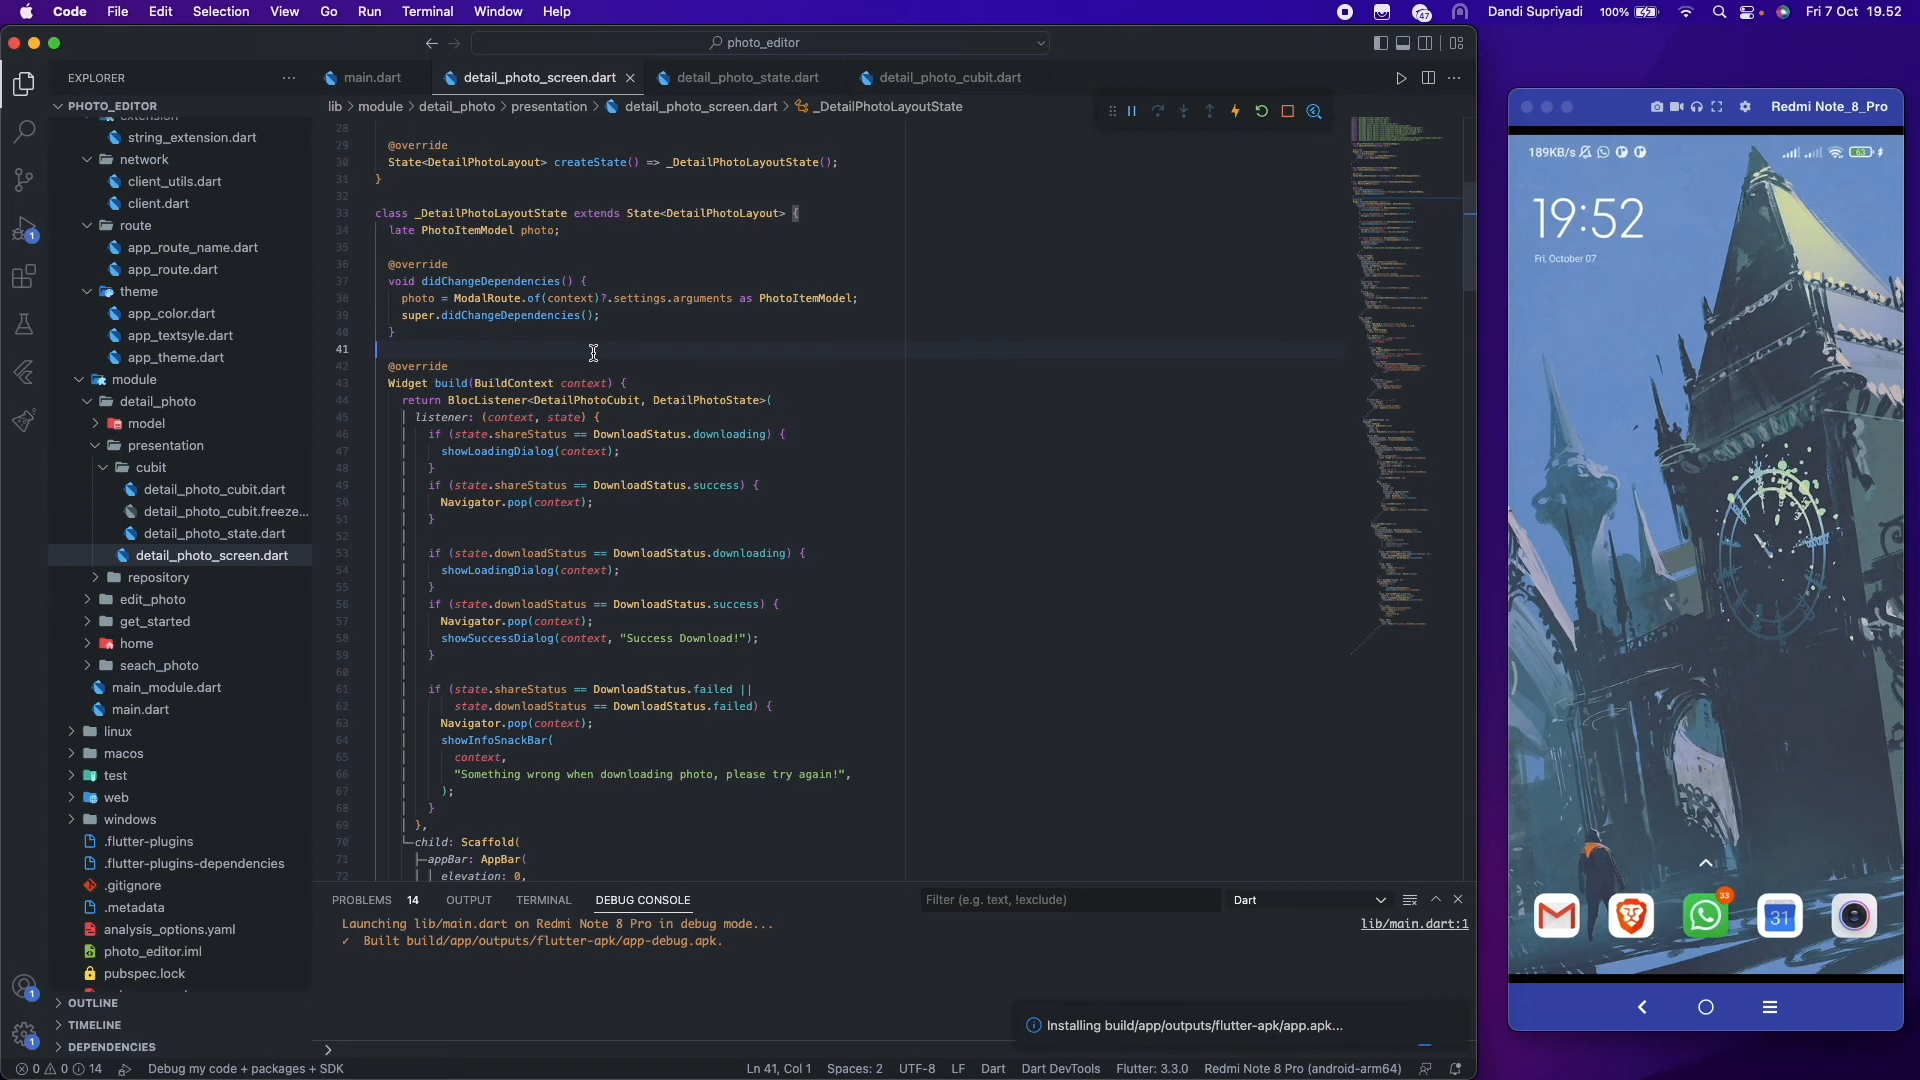 Code File Edit Selection View Go Run Terminal Window Help
47 Dandi Supriyadi 100% Fri 7 Oct 19.52
photo_editor
EXPLORER
main.dart
detail_photo_screen.dart
detail_photo_state.dart
detail_photo_cubit.dart
PHOTO_EDITOR
lib > module > detail_photo > presentation > detail_photo_screen.dart > _DetailPhotoLayoutState
extension
string_extension.dart
network
client_utils.dart
client.dart
route
app_route_name.dart
app_route.dart
theme
app_color.dart
app_textsyle.dart
app_theme.dart
module
detail_photo
model
presentation
cubit
detail_photo_cubit.dart
detail_photo_cubit.freeze...
detail_photo_state.dart
detail_photo_screen.dart
repository
edit_photo
get_started
home
seach_photo
main_module.dart
main.dart
linux
macos
test
web
windows
.flutter-plugins
.flutter-plugins-dependencies
.gitignore
.metadata
analysis_options.yaml
photo_editor.iml
pubspec.lock
OUTLINE
TIMELINE
DEPENDENCIES
1
1
1
28
29 @override
30 State<DetailPhotoLayout> createState() => _DetailPhotoLayoutState();
31 }
32
33 class _DetailPhotoLayoutState extends State<DetailPhotoLayout> {
34 late PhotoItemModel photo;
35
36 @override
37 void didChangeDependencies() {
38 photo = ModalRoute.of(context)?.settings.arguments as PhotoItemModel;
39 super.didChangeDependencies();
40 }
41
42 @override
43 Widget build(BuildContext context) {
44 return BlocListener<DetailPhotoCubit, DetailPhotoState>(
45 listener: (context, state) {
46 if (state.shareStatus == DownloadStatus.downloading) {
47 showLoadingDialog(context);
48 }
49 if (state.shareStatus == DownloadStatus.success) {
50 Navigator.pop(context);
51 }
52
53 if (state.downloadStatus == DownloadStatus.downloading) {
54 showLoadingDialog(context);
55 }
56 if (state.downloadStatus == DownloadStatus.success) {
57 Navigator.pop(context);
58 showSuccessDialog(context, "Success Download!");
59 }
60
61 if (state.shareStatus == DownloadStatus.failed ||
62 state.downloadStatus == DownloadStatus.failed) {
63 Navigator.pop(context);
64 showInfoSnackBar(
65 context,
66 "Something wrong when downloading photo, please try again!",
67 );
68 }
69 },
70 child: Scaffold(
71 appBar: AppBar(
72 elevation: 0,
PROBLEMS 14 OUTPUT TERMINAL DEBUG CONSOLE
Filter (e.g. text, !exclude)
Dart
Launching lib/main.dart on Redmi Note 8 Pro in debug mode...
lib/main.dart:1
✓ Built build/app/outputs/flutter-apk/app-debug.apk.
Installing build/app/outputs/flutter-apk/app.apk...
0 0 14 Debug my code + packages + SDK
Ln 41, Col 1 Spaces: 2 UTF-8 LF Dart Dart DevTools Flutter: 3.3.0 Redmi Note 8 Pro (android-arm64)
Redmi Note_8_Pro
189KB/s
63
19:52
Fri, October 07
33
31